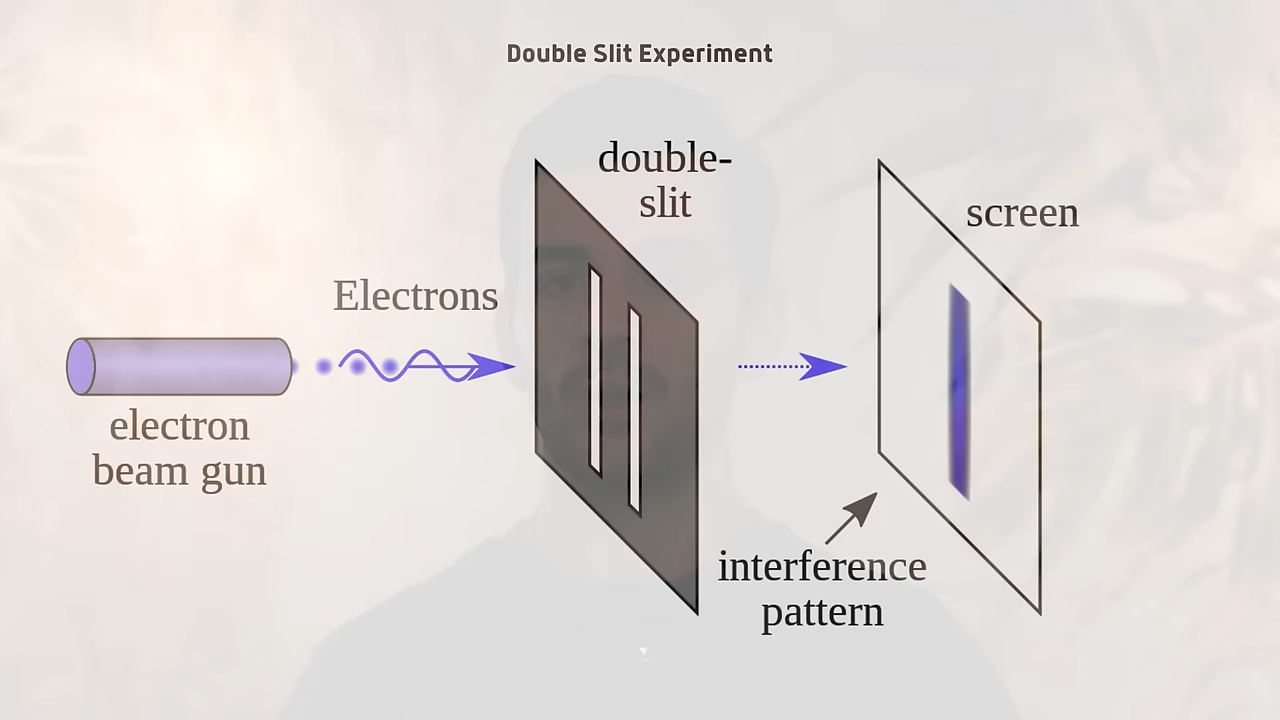 Double Slit Experiment
double-
slit
screen
Electrons
electron
beam gun
interference
pattern